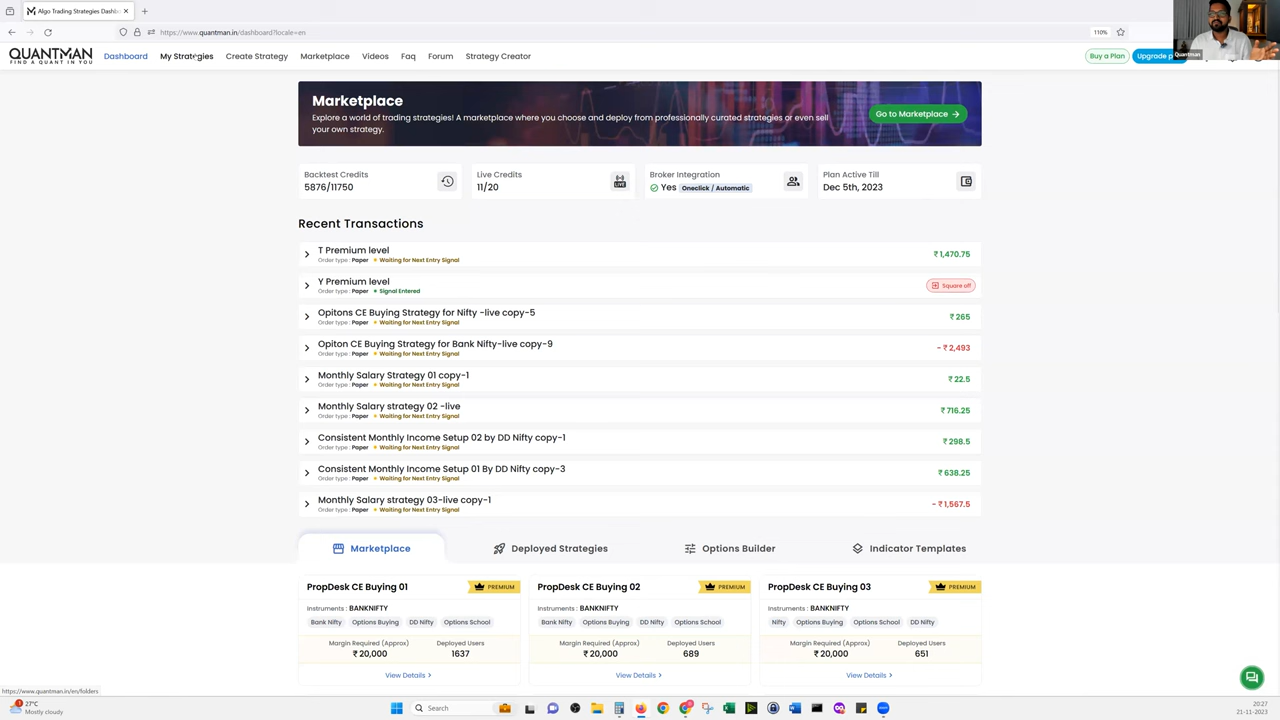 Algo Trading Strategies Dashb
https://www.quantman.in/dashboard?locale=en
110%
QUANTMAN
FIND A QUANT IN YOU
Dashboard My Strategies Create Strategy Marketplace Videos Faq Forum Strategy Creator
Buy a Plan Upgrade
Quantman
Marketplace
Explore a world of trading strategies! A marketplace where you choose and deploy from professionally curated strategies or even sell
your own strategy.
Go to Marketplace
Backtest Credits
5876/11750
Live Credits
11/20
LIVE
Broker Integration
Yes Oneclick / Automatic
Plan Active Till
Dec 5th, 2023
Recent Transactions
T Premium level
Order type : Paper Waiting for Next Entry Signal
₹ 1,470.75
Y Premium level
Order type : Paper Signal Entered
Square off
Opitons CE Buying Strategy for Nifty -live copy-5
Order type : Paper Waiting for Next Entry Signal
₹ 265
Opiton CE Buying Strategy for Bank Nifty-live copy-9
Order type : Paper Waiting for Next Entry Signal
- ₹ 2,493
Monthly Salary Strategy 01 copy-1
Order type : Paper Waiting for Next Entry Signal
₹ 22.5
Monthly Salary strategy 02 -live
Order type : Paper Waiting for Next Entry Signal
₹ 716.25
Consistent Monthly Income Setup 02 by DD Nifty copy-1
Order type : Paper Waiting for Next Entry Signal
₹ 298.5
Consistent Monthly Income Setup 01 By DD Nifty copy-3
Order type : Paper Waiting for Next Entry Signal
₹ 638.25
Monthly Salary strategy 03-live copy-1
Order type : Paper Waiting for Next Entry Signal
- ₹ 1,567.5
Marketplace Deployed Strategies Options Builder Indicator Templates
PropDesk CE Buying 01
PREMIUM
Instruments : BANKNIFTY
Bank Nifty Options Buying DD Nifty Options School
Margin Required (Approx) Deployed Users
₹ 20,000 1637
View Details
PropDesk CE Buying 02
PREMIUM
Instruments : BANKNIFTY
Bank Nifty Options Buying DD Nifty Options School
Margin Required (Approx) Deployed Users
₹ 20,000 689
View Details
PropDesk CE Buying 03
PREMIUM
Instruments : BANKNIFTY
Nifty Options Buying Options School DD Nifty
Margin Required (Approx) Deployed Users
₹ 20,000 651
View Details
https://www.quantman.in/en/folders
27°C
Mostly cloudy
Search
20:27
21-11-2023